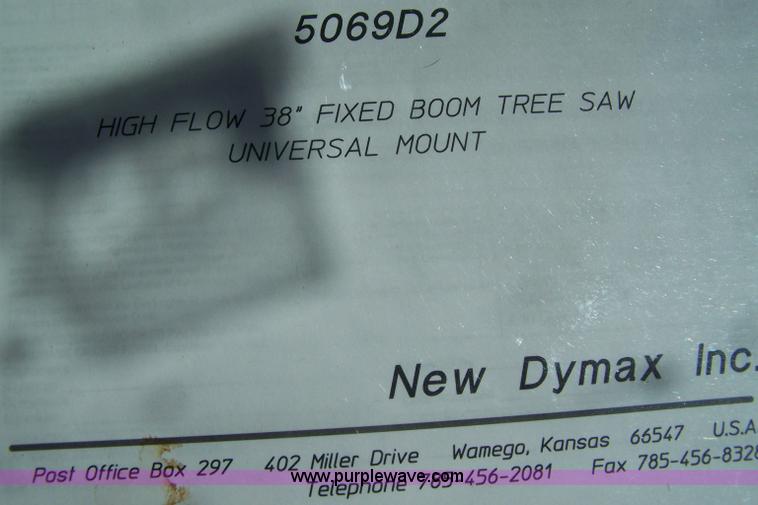 5069D2
HIGH FLOW 38" FIXED BOOM TREE SAW
UNIVERSAL MOUNT
New Dymax Inc.
Post Office Box 297 402 Miller Drive Wamego, Kansas 66547 U.S.A
Telephone 785-456-2081 Fax 785-456-8328
www.purplewave.com